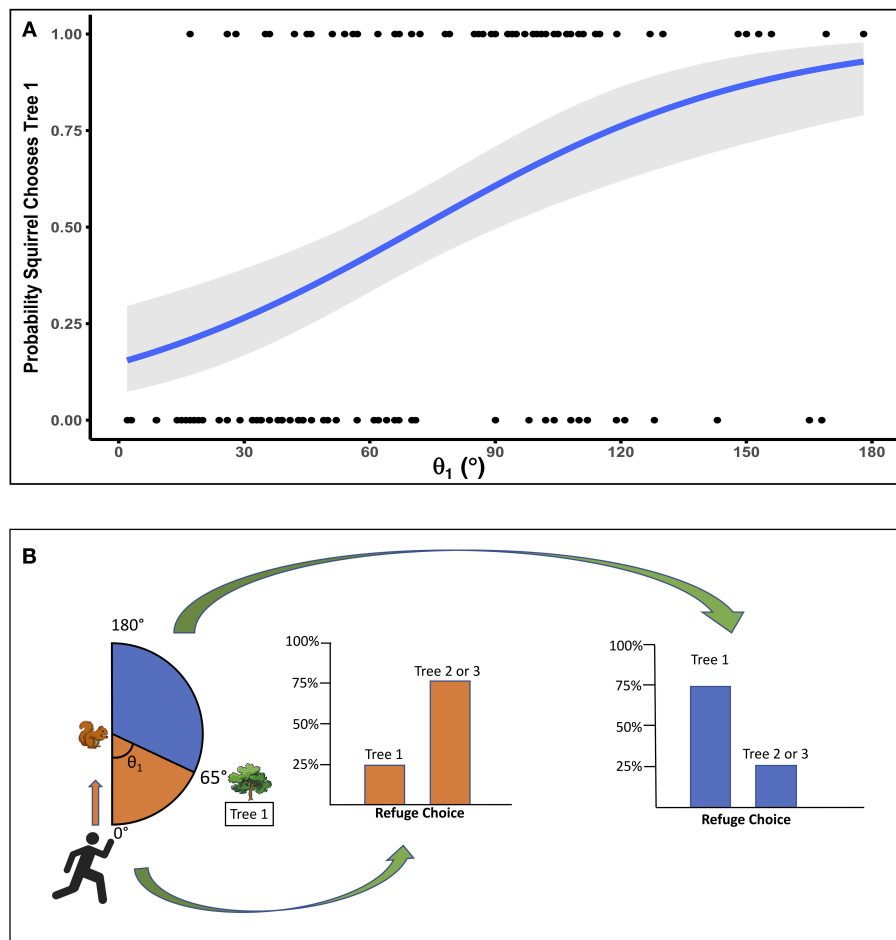 A
Probability Squirrel Chooses Tree 1
1.00
0.75
0.50
0.25
0.00
0 30 60 90 120 150 180
θ1 (°)
B
180°
θ1
65°
Tree 1
0°
100%
75%
50%
25%
Tree 1
Tree 2 or 3
Refuge Choice
100%
75%
50%
25%
Tree 1
Tree 2 or 3
Refuge Choice